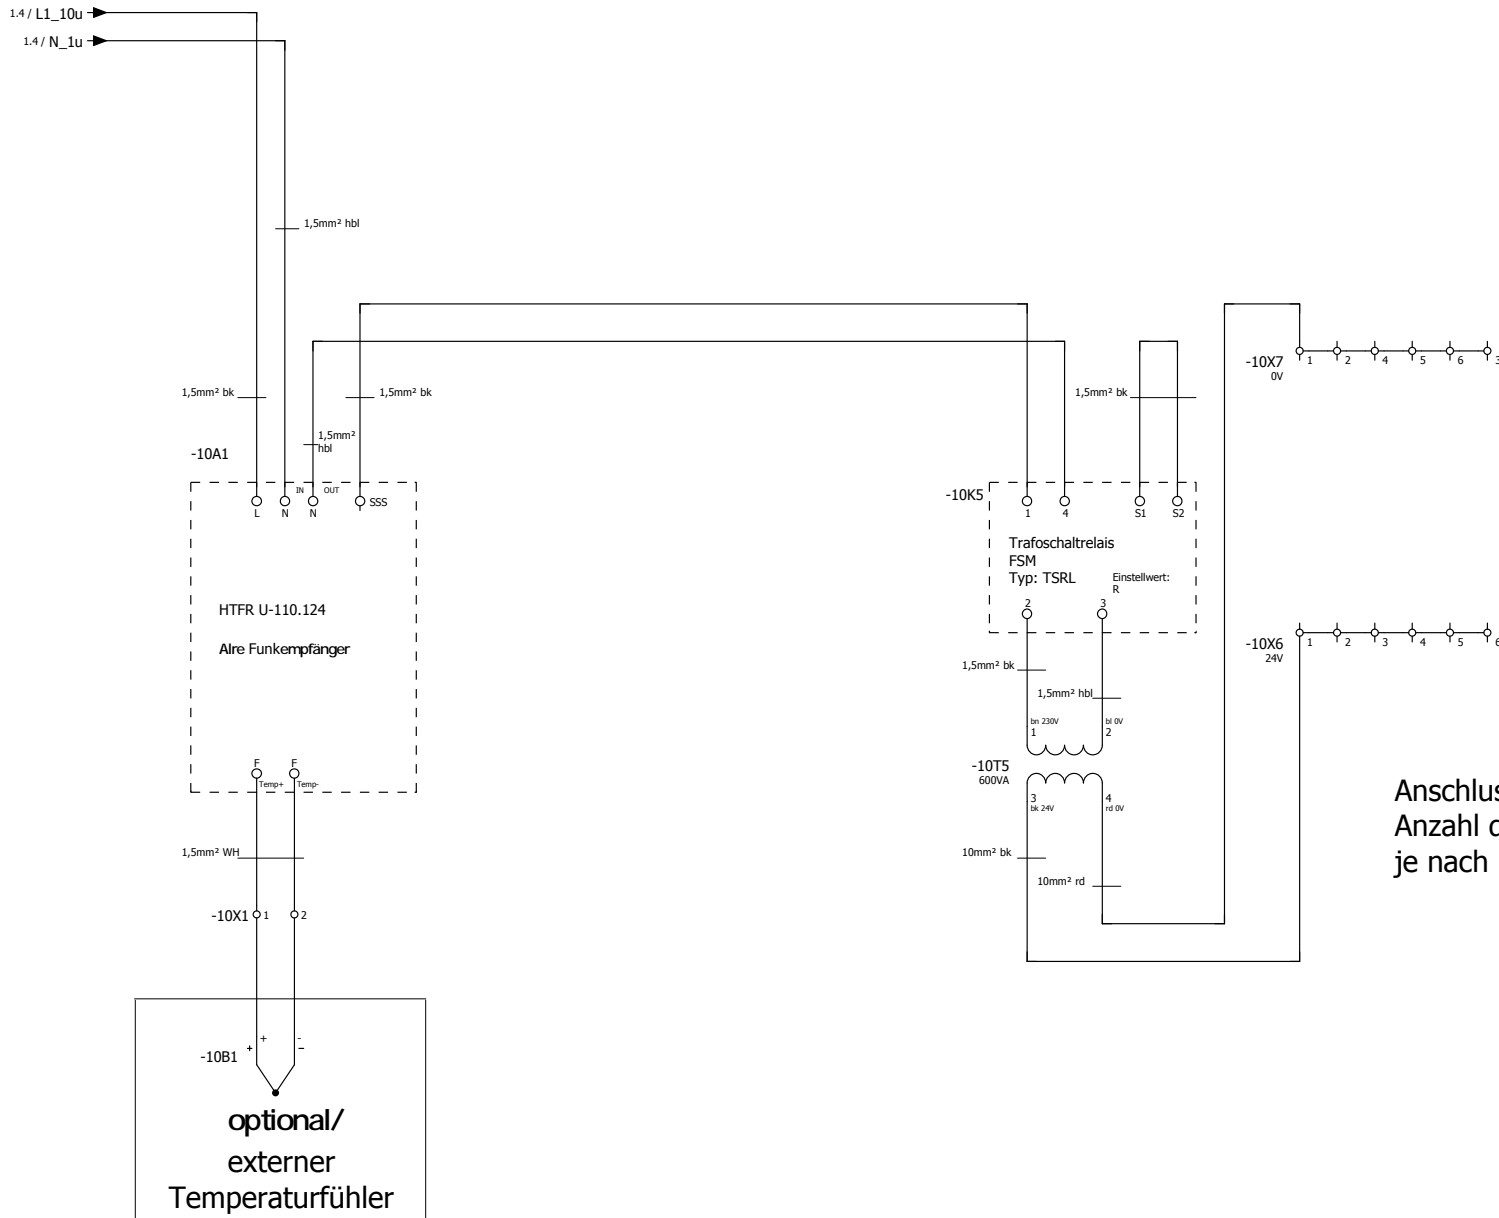 1.4 / L1_10u
1.4 / N_1u
1,5mm² hbl
1,5mm² bk
1,5mm² bk
1,5mm²
hbl
1,5mm² bk
-10X7
0V
1 2 4 5 6 3
-10A1
IN OUT
L N N SSS
HTFR U-110.124
Alre Funkempfänger
F F
Temp+ Temp-
-10K5
1 4 S1 S2
Trafoschaltrelais
FSM
Typ: TSRL
Einstellwert:
R
2 3
-10X6
24V
1 2 3 4 5 6
1,5mm² bk
1,5mm² hbl
bn 230V bl 0V
1 2
-10T5
600VA
3 4
bk 24V rd 0V
10mm² bk
10mm² rd
Anzahl
je nach
1,5mm² WH
-10X1 1 2
-10B1 + + - −
optional/
externer
Temperaturfühler